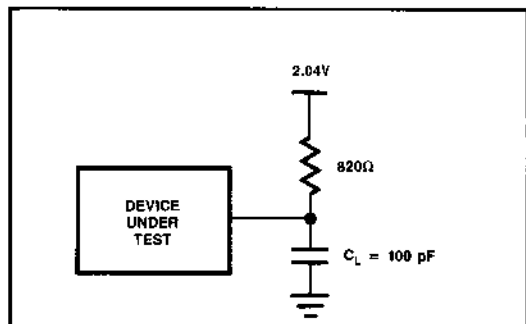 2.04V
820Ω
DEVICE
UNDER
TEST
C_L = 100 pF